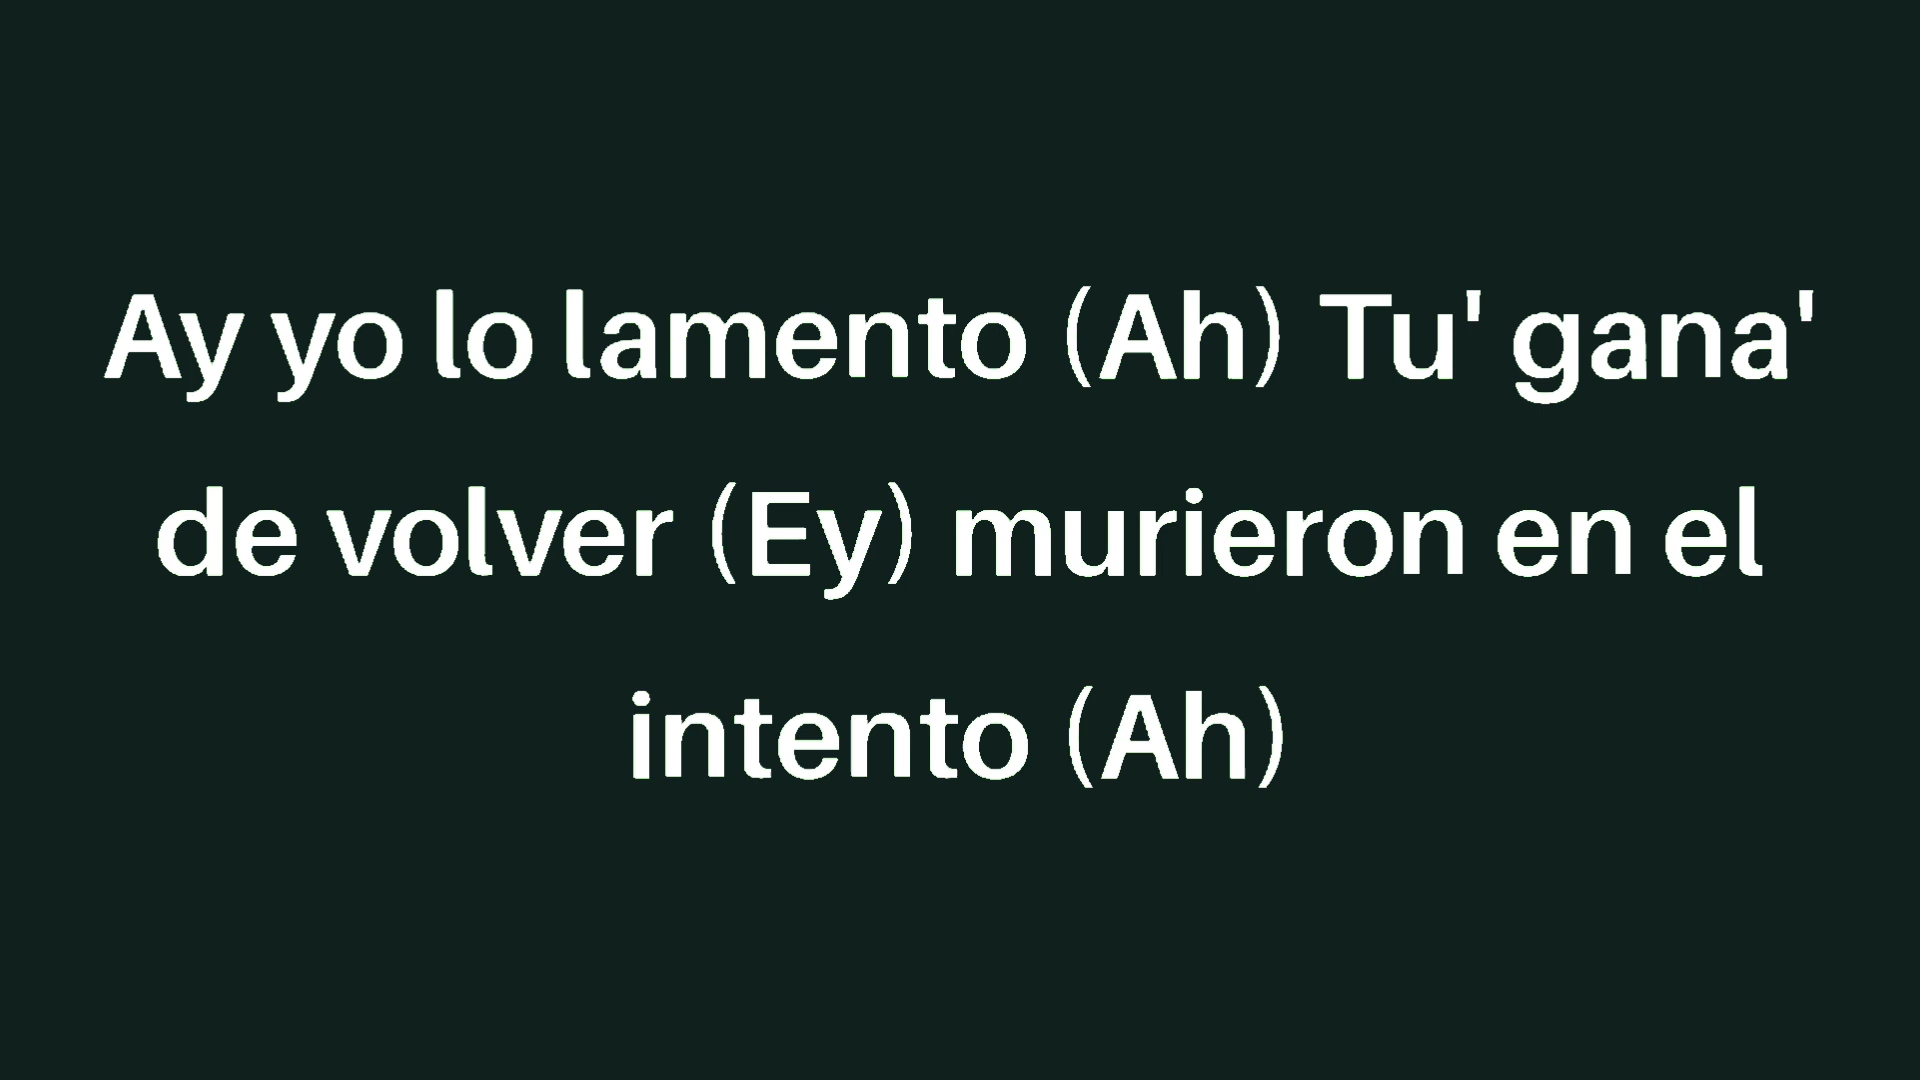 Ay yo lo lamento (Ah) Tu' gana'
de volver (Ey) murieron en el
intento (Ah)